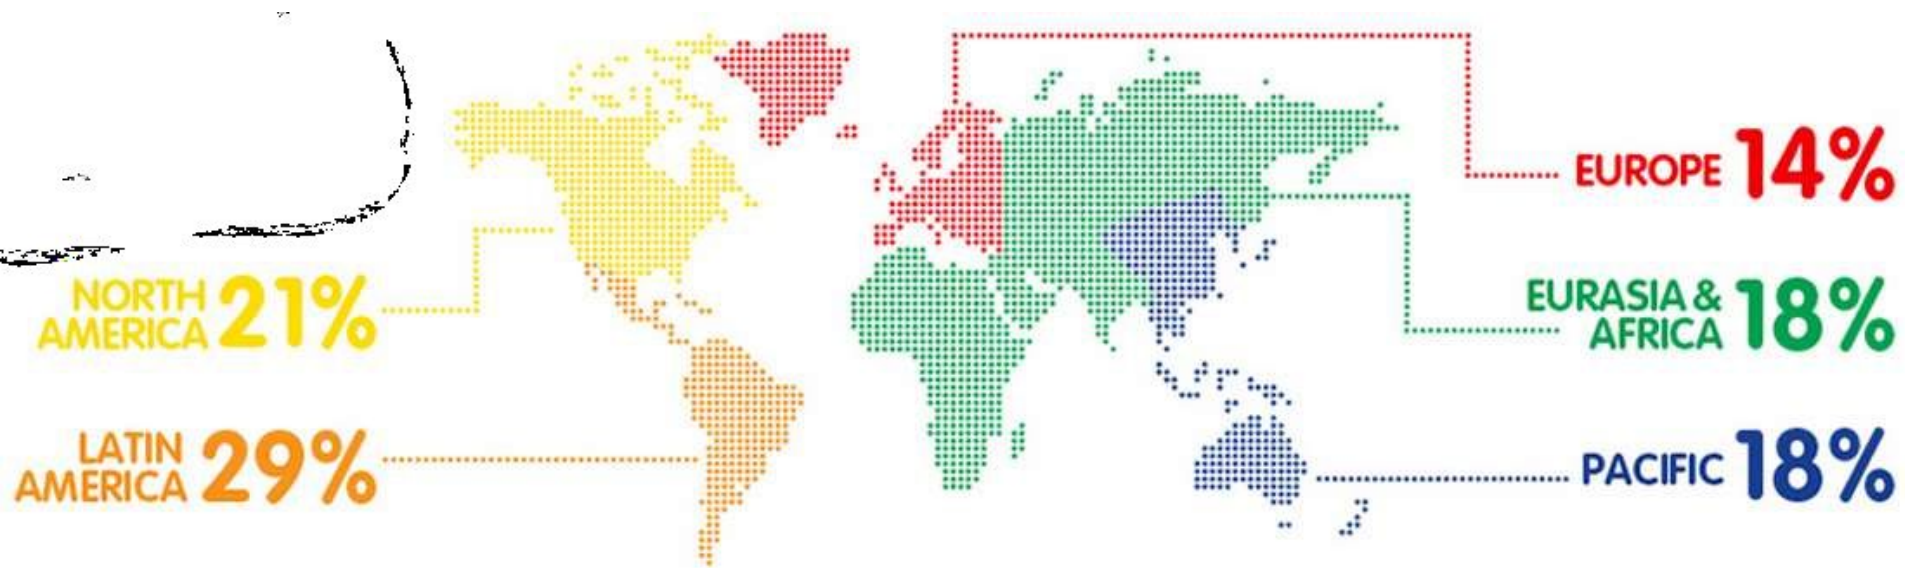 EUROPE 14%
NORTH
AMERICA 21%
EURASIA &
AFRICA 18%
LATIN
AMERICA 29%
PACIFIC 18%